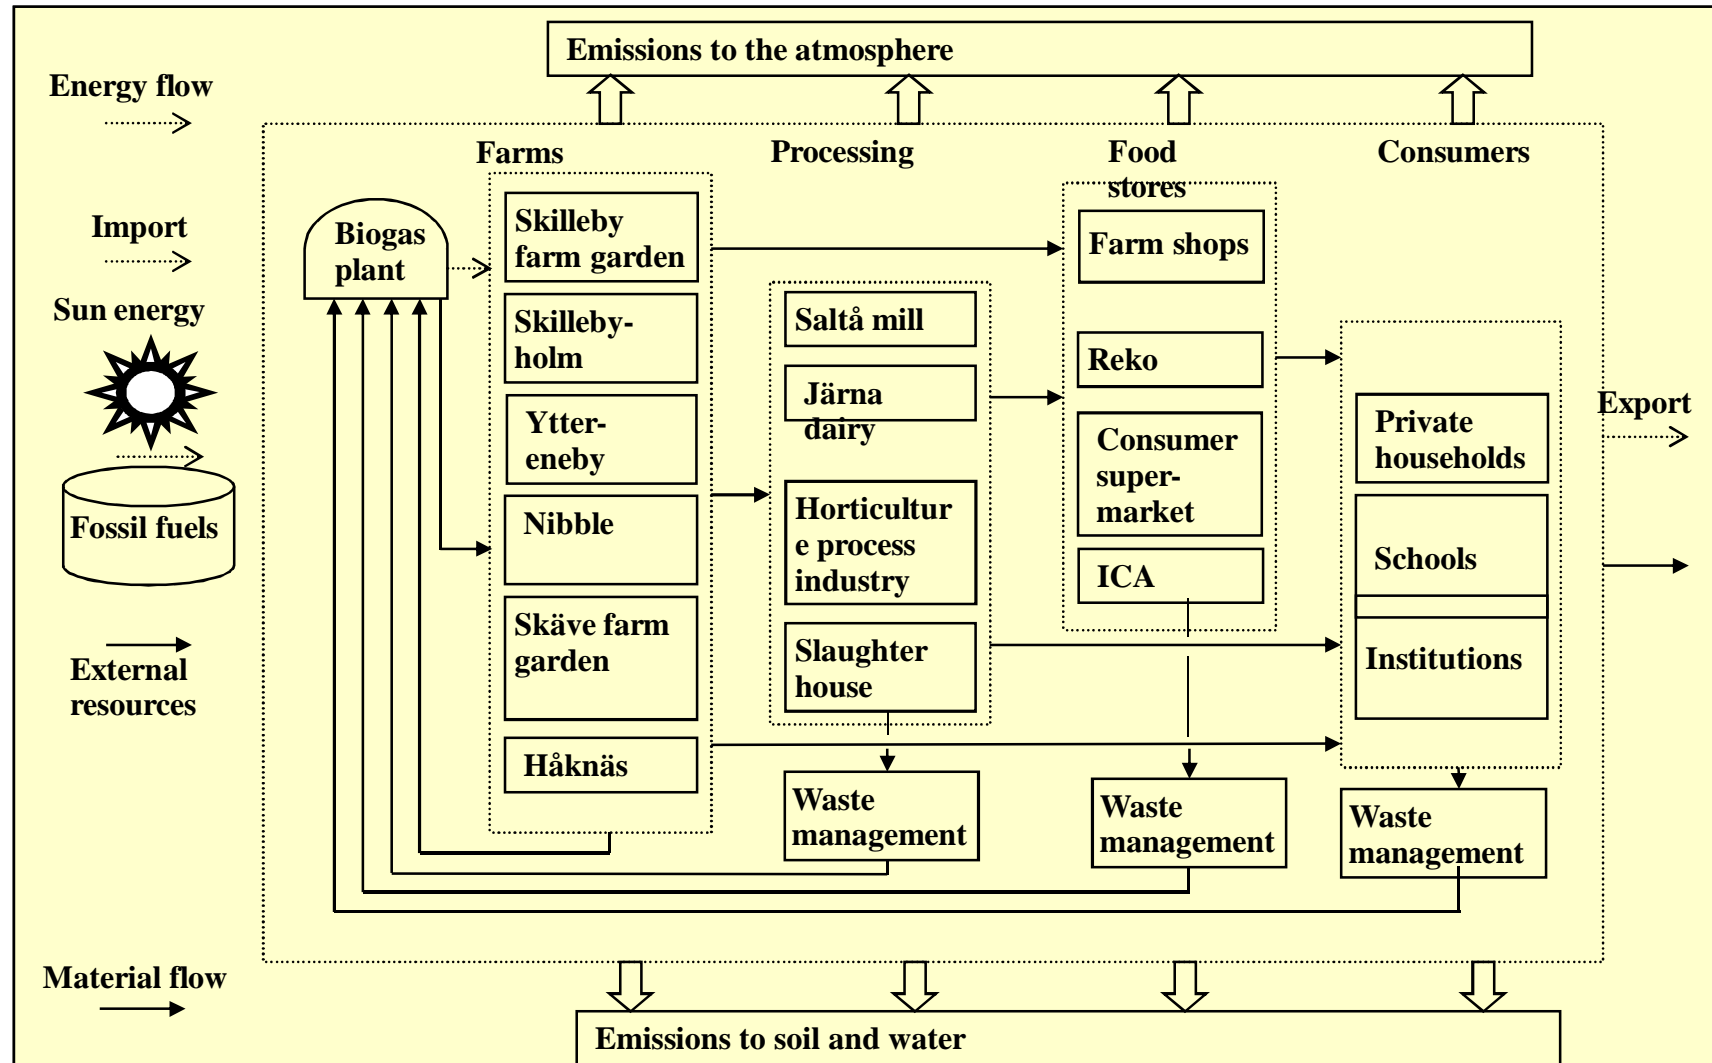 Emissions to the atmosphere
Energy flow
Import
Sun energy
Fossil fuels
External
resources
Material flow
Biogas
plant
Farms
Skilleby
farm garden
Skilleby-
holm
Ytter-
eneby
Nibble
Skäve farm
garden
Håknäs
Processing
Saltå mill
Järna
dairy
Horticultur
e process
industry
Slaughter
house
Waste
management
Food
stores
Farm shops
Reko
Consumer
super-
market
ICA
Waste
management
Consumers
Private
households
Schools
Institutions
Waste
management
Export
Emissions to soil and water